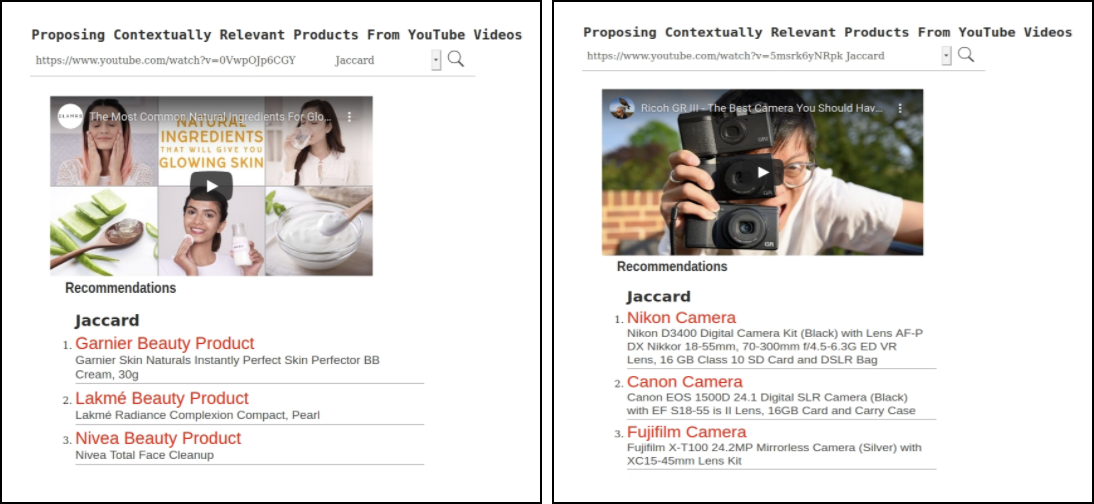 Proposing Contextually Relevant Products From YouTube Videos
https://www.youtube.com/watch?v=0VwpOJp6CGY Jaccard
GLAMRS The Most Common Natural Ingredients For Glo...
NATURAL
INGREDIENTS
THAT WILL GIVE YOU
GLOWING SKIN
Recommendations
Jaccard
1. Garnier Beauty Product
Garnier Skin Naturals Instantly Perfect Skin Perfector BB
Cream, 30g
2. Lakmé Beauty Product
Lakmé Radiance Complexion Compact, Pearl
3. Nivea Beauty Product
Nivea Total Face Cleanup
Proposing Contextually Relevant Products From YouTube Videos
https://www.youtube.com/watch?v=5msrk6yNRpk Jaccard
Ricoh GR III - The Best Camera You Should Hav...
GR
Recommendations
Jaccard
1. Nikon Camera
Nikon D3400 Digital Camera Kit (Black) with Lens AF-P
DX Nikkor 18-55mm, 70-300mm f/4.5-6.3G ED VR
Lens, 16 GB Class 10 SD Card and DSLR Bag
2. Canon Camera
Canon EOS 1500D 24.1 Digital SLR Camera (Black)
with EF S18-55 is II Lens, 16GB Card and Carry Case
3. Fujifilm Camera
Fujifilm X-T100 24.2MP Mirrorless Camera (Silver) with
XC15-45mm Lens Kit